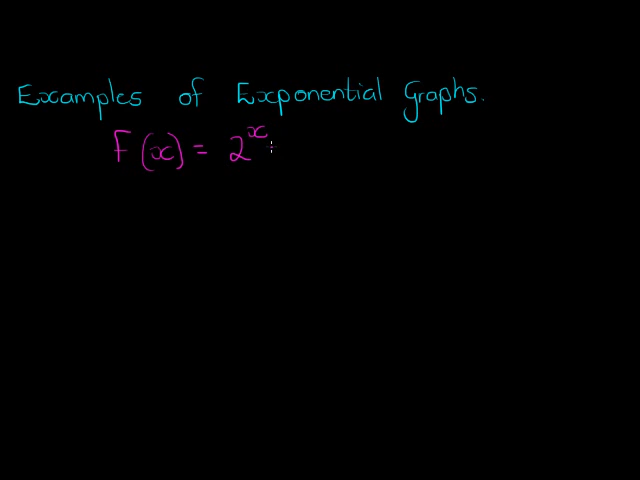 Examples of Exponential Graphs.
F(x) = 2^x